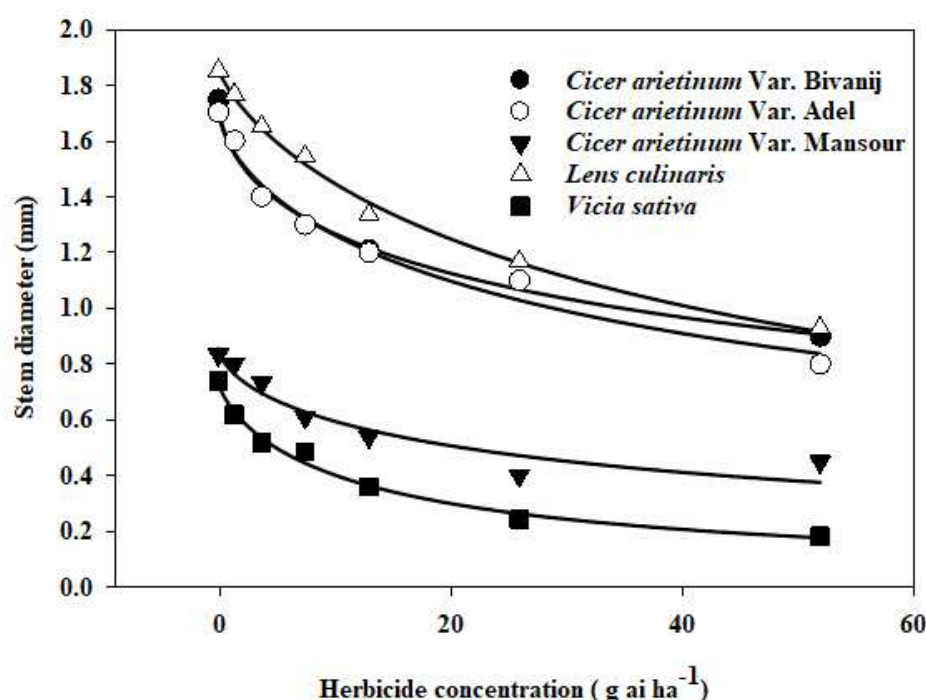 2.0
1.8
1.6
1.4
1.2
1.0
0.8
0.6
0.4
0.2
0.0
Stem diameter (mm)
Cicer arietinum Var. Bivanij
Cicer arietinum Var. Adel
Cicer arietinum Var. Mansour
Lens culinaris
Vicia sativa
0 20 40 60
Herbicide concentration ( g ai ha⁻¹)